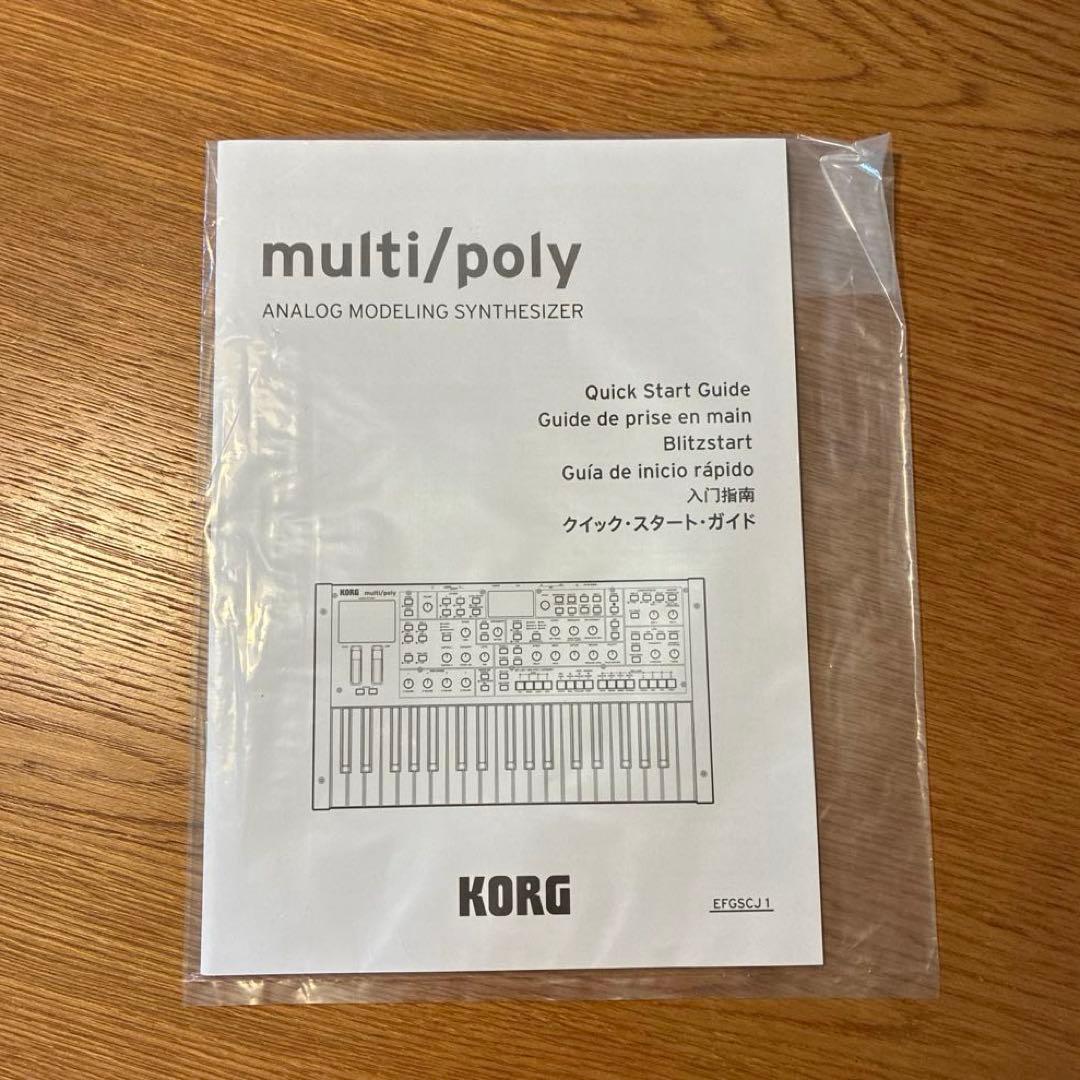 multi/poly
ANALOG MODELING SYNTHESIZER
Quick Start Guide
Guide de prise en main
Blitzstart
Guía de inicio rápido
入门指南
クイック・スタート・ガイド
KORG multi/poly
KORG
EFGSCJ 1